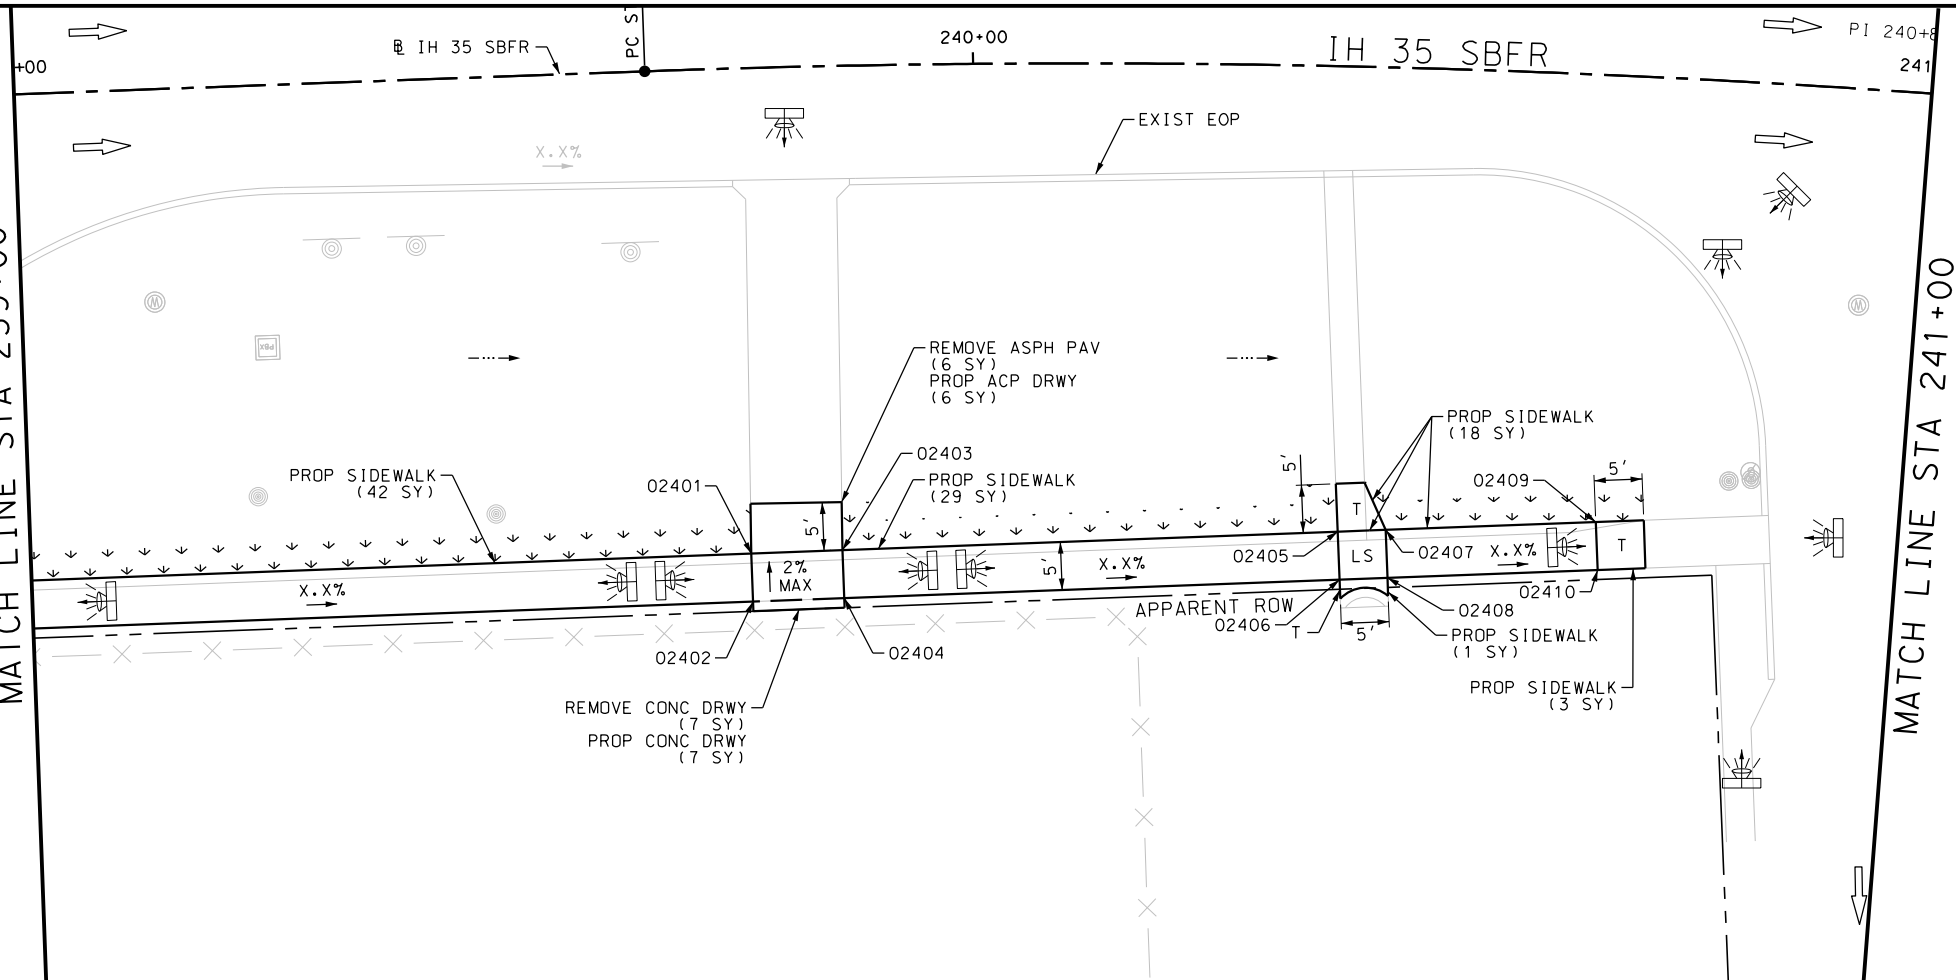 PC ST
240+00
IH 35 SBFR
PI 240+8
BL IH 35 SBFR
+00
241
EXIST EOP
X.X%
W
W
PBX
MATCH LINE STA 239+00
MATCH LINE STA 241+00
REMOVE ASPH PAV
(6 SY)
PROP ACP DRWY
(6 SY)
PROP SIDEWALK
(18 SY)
02403
PROP SIDEWALK
(42 SY)
02401
PROP SIDEWALK
(29 SY)
5'
5'
02409
5'
T
02405
LS
02407
X.X%
T
2%
MAX
5'
X.X%
X.X%
02410
APPARENT ROW
02406
T
5'
02408
PROP SIDEWALK
(1 SY)
02402
02404
PROP SIDEWALK
(3 SY)
REMOVE CONC DRWY
(7 SY)
PROP CONC DRWY
(7 SY)